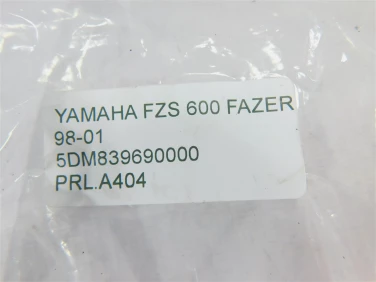 YAMAHA FZS 600 FAZER
98-01
5DM839690000
PRL.A404